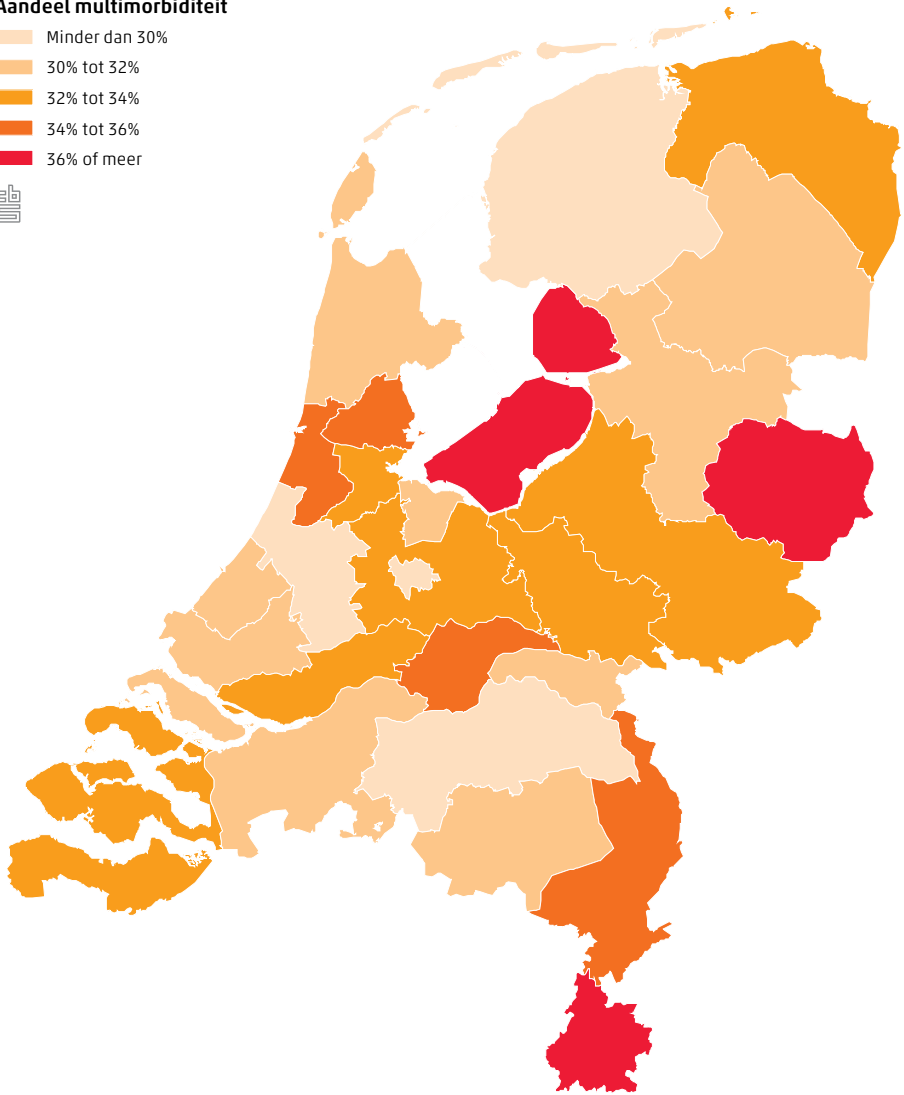 Aandeel multimorbiditeit
Minder dan 30%
30% tot 32%
32% tot 34%
34% tot 36%
36% of meer